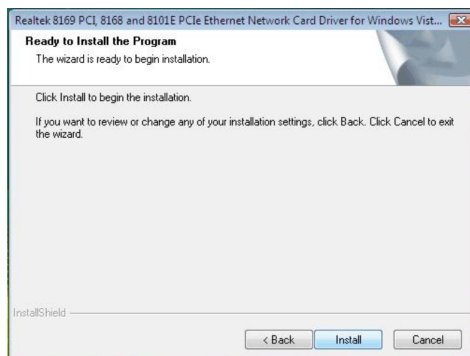 Realtek 8169 PCI, 8168 and 8101E PCIe Ethernet Network Card Driver for Windows Vist...
Ready to Install the Program
The wizard is ready to begin installation.
Click Install to begin the installation.
If you want to review or change any of your installation settings, click Back. Click Cancel to exit
the wizard.
InstallShield
< Back Install Cancel